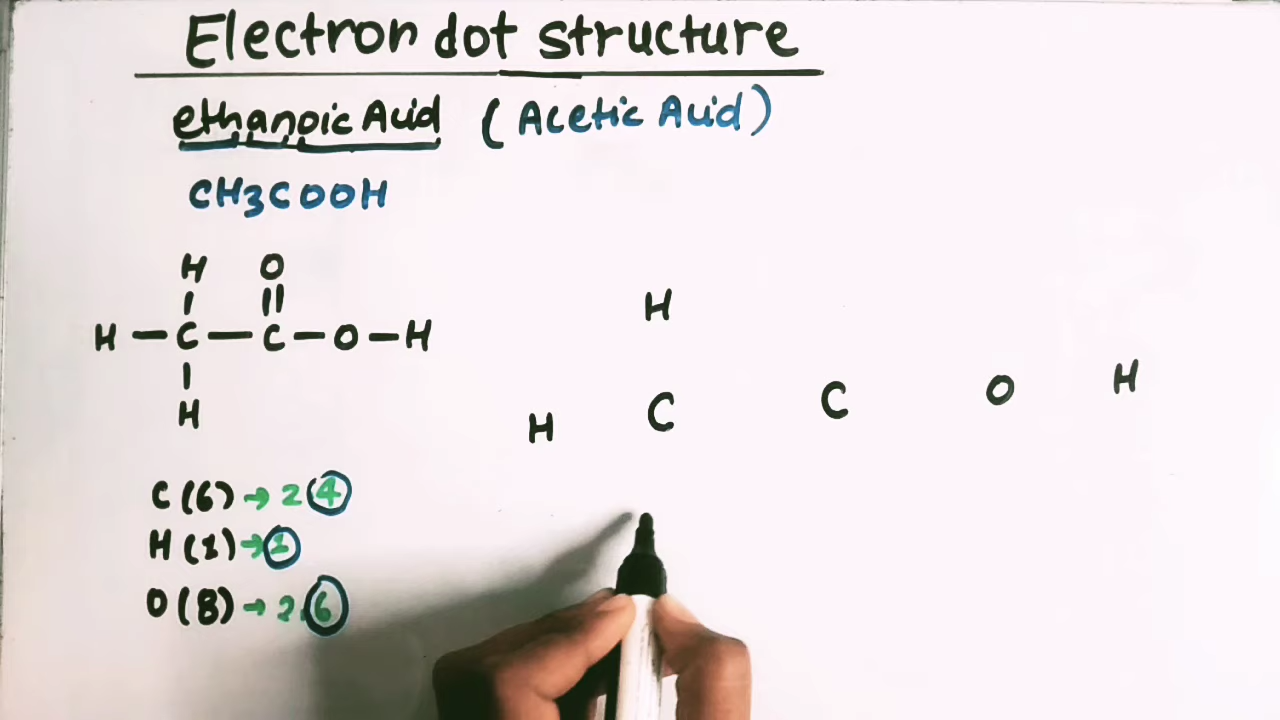 Electron dot structure
ethanoic Acid (Acetic Acid)
CH3COOH
H O
H — C — C — O — H
H
C (6) → 2 4
H (1) → 1
O (8) → 2, 6
H
H C C O H